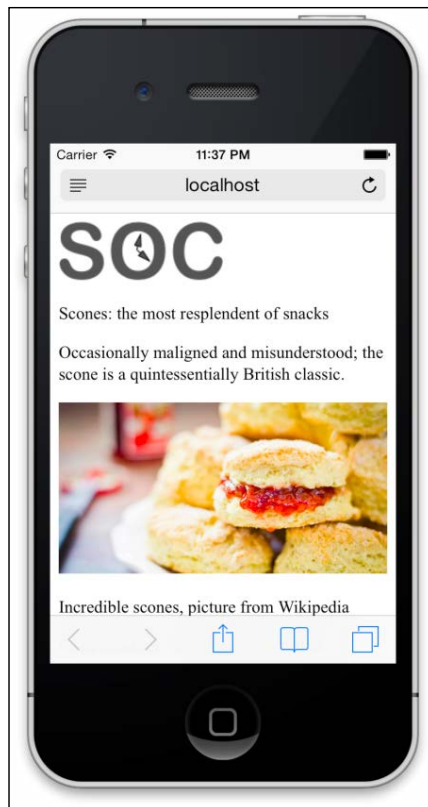 Carrier
11:37 PM
localhost
SOC
Scones: the most resplendent of snacks
Occasionally maligned and misunderstood; the
scone is a quintessentially British classic.
Incredible scones, picture from Wikipedia